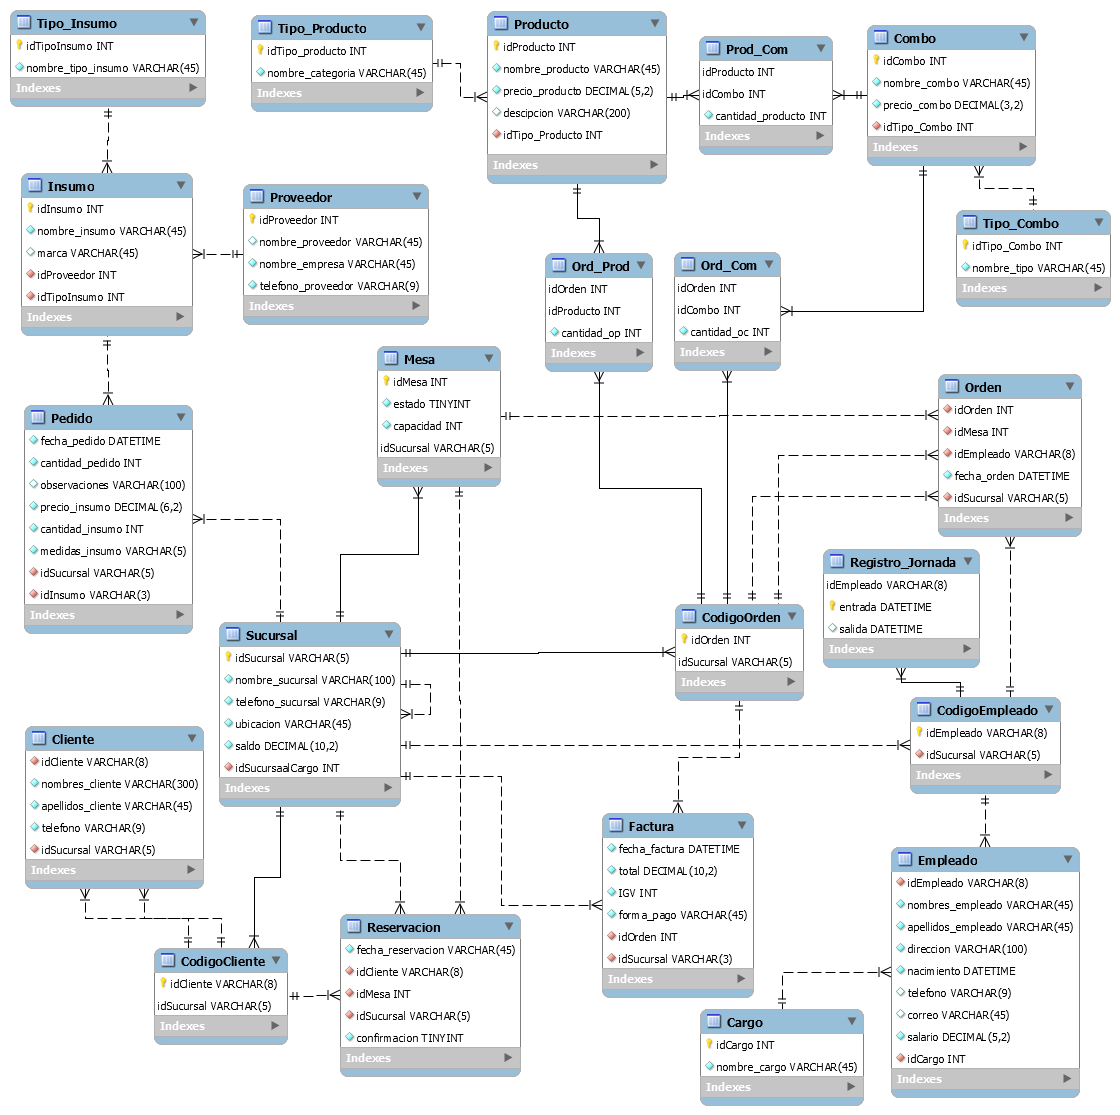 Tipo_Insumo
idTipoInsumo INT
nombre_tipo_insumo VARCHAR(45)
Indexes
Tipo_Producto
idTipo_producto INT
nombre_categoria VARCHAR(45)
Indexes
Producto
idProducto INT
nombre_producto VARCHAR(45)
precio_producto DECIMAL(5,2)
descipcion VARCHAR(200)
idTipo_Producto INT
Indexes
Prod_Com
idProducto INT
idCombo INT
cantidad_producto INT
Indexes
Combo
idCombo INT
nombre_combo VARCHAR(45)
precio_combo DECIMAL(3,2)
idTipo_Combo INT
Indexes
Insumo
idInsumo INT
nombre_insumo VARCHAR(45)
marca VARCHAR(45)
idProveedor INT
idTipoInsumo INT
Indexes
Proveedor
idProveedor INT
nombre_proveedor VARCHAR(45)
nombre_empresa VARCHAR(45)
telefono_proveedor VARCHAR(9)
Indexes
Tipo_Combo
idTipo_Combo INT
nombre_tipo VARCHAR(45)
Indexes
Ord_Prod
idOrden INT
idProducto INT
cantidad_op INT
Indexes
Ord_Com
idOrden INT
idCombo INT
cantidad_oc INT
Indexes
Mesa
idMesa INT
estado TINYINT
capacidad INT
idSucursal VARCHAR(5)
Indexes
Orden
idOrden INT
idMesa INT
idEmpleado VARCHAR(8)
fecha_orden DATETIME
idSucursal VARCHAR(5)
Indexes
Pedido
fecha_pedido DATETIME
cantidad_pedido INT
observaciones VARCHAR(100)
precio_insumo DECIMAL(6,2)
cantidad_insumo INT
medidas_insumo VARCHAR(5)
idSucursal VARCHAR(5)
idInsumo VARCHAR(3)
Indexes
Registro_Jornada
idEmpleado VARCHAR(8)
entrada DATETIME
salida DATETIME
Indexes
Sucursal
idSucursal VARCHAR(5)
nombre_sucursal VARCHAR(100)
telefono_sucursal VARCHAR(9)
ubicacion VARCHAR(45)
saldo DECIMAL(10,2)
idSucursaalCargo INT
Indexes
CodigoOrden
idOrden INT
idSucursal VARCHAR(5)
Indexes
CodigoEmpleado
idEmpleado VARCHAR(8)
idSucursal VARCHAR(5)
Indexes
Cliente
idCliente VARCHAR(8)
nombres_cliente VARCHAR(300)
apellidos_cliente VARCHAR(45)
telefono VARCHAR(9)
idSucursal VARCHAR(5)
Indexes
Factura
fecha_factura DATETIME
total DECIMAL(10,2)
IGV INT
forma_pago VARCHAR(45)
idOrden INT
idSucursal VARCHAR(3)
Indexes
Empleado
idEmpleado VARCHAR(8)
nombres_empleado VARCHAR(45)
apellidos_empleado VARCHAR(45)
direccion VARCHAR(100)
nacimiento DATETIME
telefono VARCHAR(9)
correo VARCHAR(45)
salario DECIMAL(5,2)
idCargo INT
Indexes
Reservacion
fecha_reservacion VARCHAR(45)
idCliente VARCHAR(8)
idMesa INT
idSucursal VARCHAR(5)
confirmacion TINYINT
Indexes
CodigoCliente
idCliente VARCHAR(8)
idSucursal VARCHAR(5)
Indexes
Cargo
idCargo INT
nombre_cargo VARCHAR(45)
Indexes